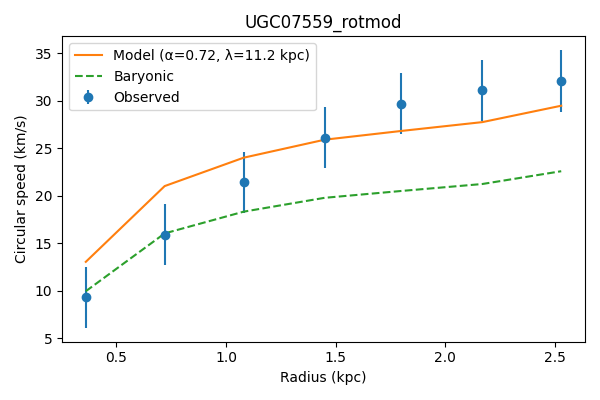 UGC07559_rotmod
Model (α=0.72, λ=11.2 kpc)
Baryonic
Observed
Circular speed (km/s)
35
30
25
20
15
10
5
0.5 1.0 1.5 2.0 2.5
Radius (kpc)